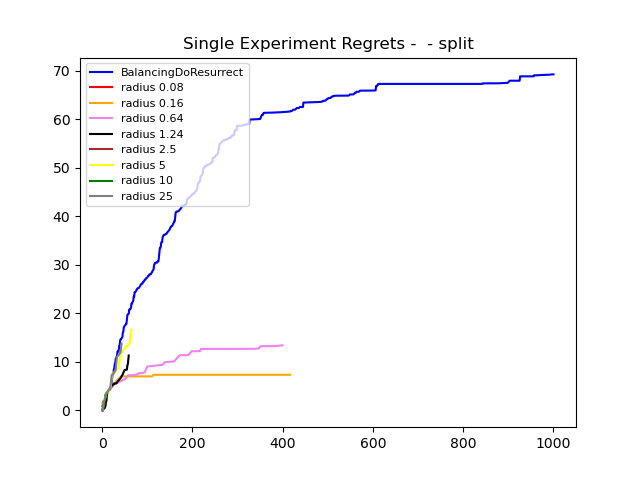 Single Experiment Regrets -  - split
70
60
50
40
30
20
10
0
BalancingDoResurrect
radius 0.08
radius 0.16
radius 0.64
radius 1.24
radius 2.5
radius 5
radius 10
radius 25
0 200 400 600 800 1000